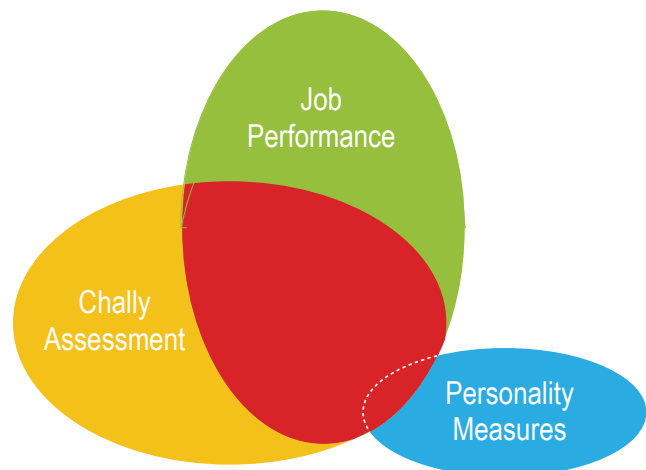 Job
Performance
Chally
Assessment
Personality
Measures